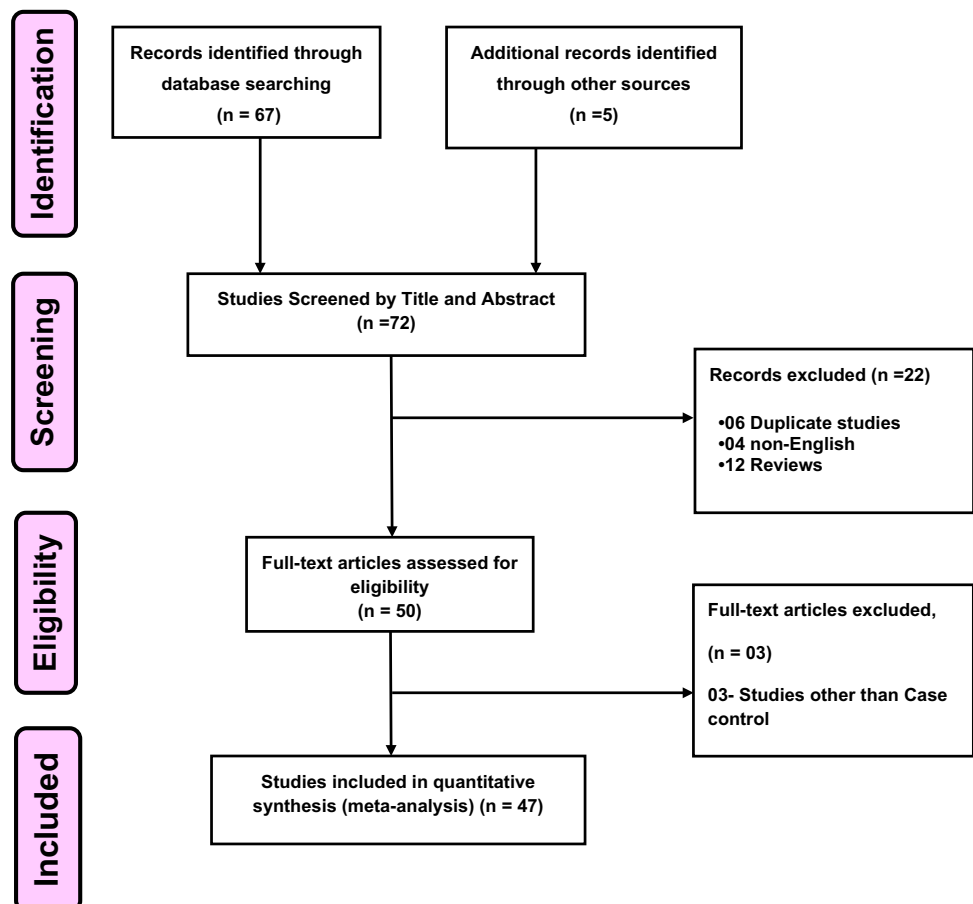 Identification
Records identified through
database searching
(n = 67)
Additional records identified
through other sources
(n =5)
Screening
Studies Screened by Title and Abstract
(n =72)
Records excluded (n =22)
•06 Duplicate studies
•04 non-English
•12 Reviews
Eligibility
Full-text articles assessed for
eligibility
(n = 50)
Full-text articles excluded,
(n = 03)
03- Studies other than Case
control
Included
Studies included in quantitative
synthesis (meta-analysis) (n = 47)